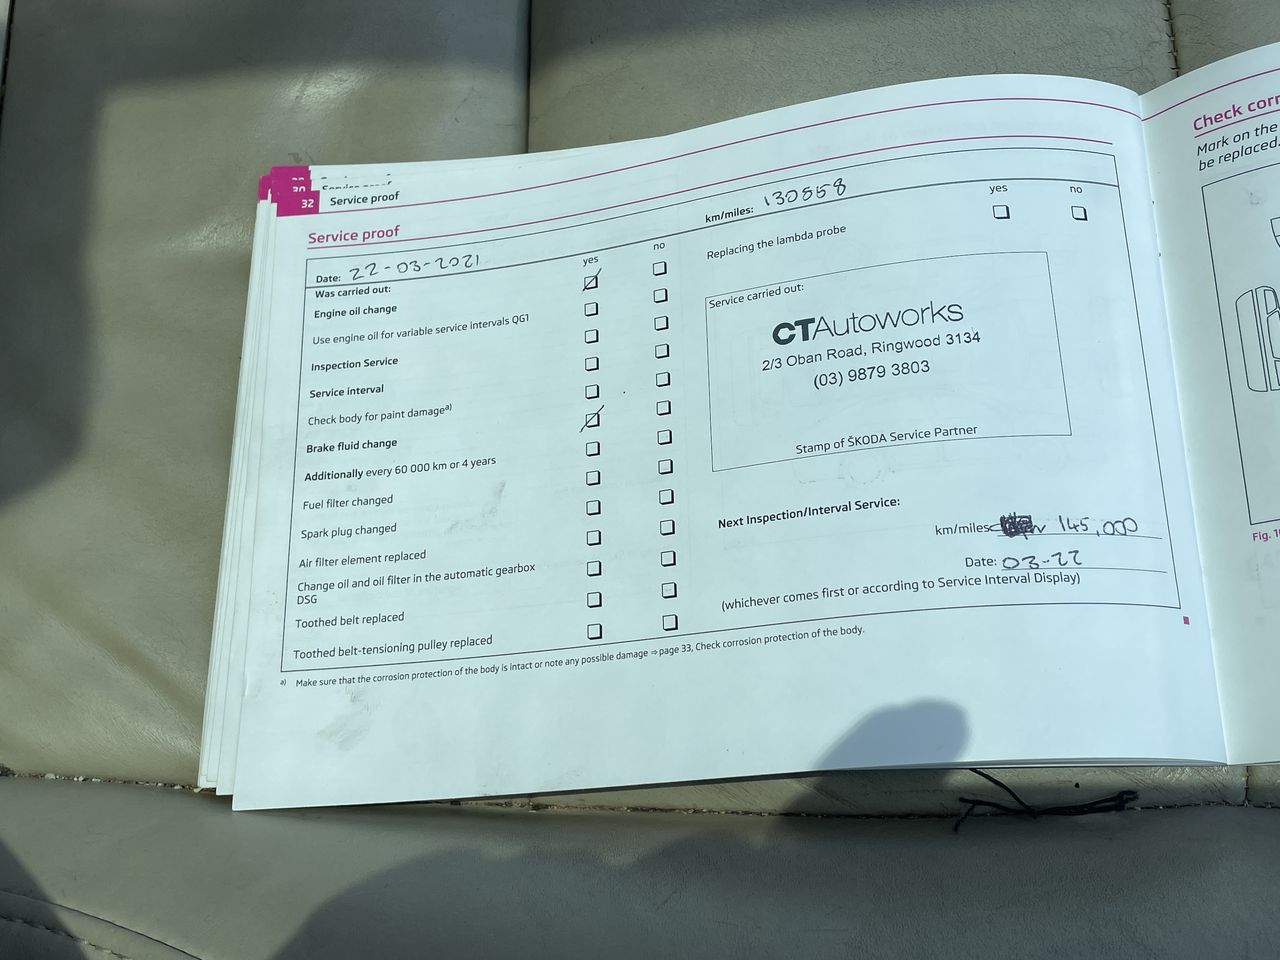 32 Service proof
Service proof
Date: 22-03-2021
km/miles: 130558
Was carried out:
yes no
Engine oil change
Use engine oil for variable service intervals QG1
Inspection Service
Service interval
Check body for paint damage a)
Brake fluid change
Additionally every 60 000 km or 4 years
Fuel filter changed
Spark plug changed
Air filter element replaced
Change oil and oil filter in the automatic gearbox
DSG
Toothed belt replaced
Toothed belt-tensioning pulley replaced
yes no
Replacing the lambda probe
Service carried out:
CTAutoworks
2/3 Oban Road, Ringwood 3134
(03) 9879 3803
Stamp of ŠKODA Service Partner
Next Inspection/Interval Service:
km/miles 145,000
Date: 03-22
(whichever comes first or according to Service Interval Display)
a) Make sure that the corrosion protection of the body is intact or note any possible damage ⇒ page 33, Check corrosion protection of the body.
Check corr
Mark on the
be replaced.
Fig. 1